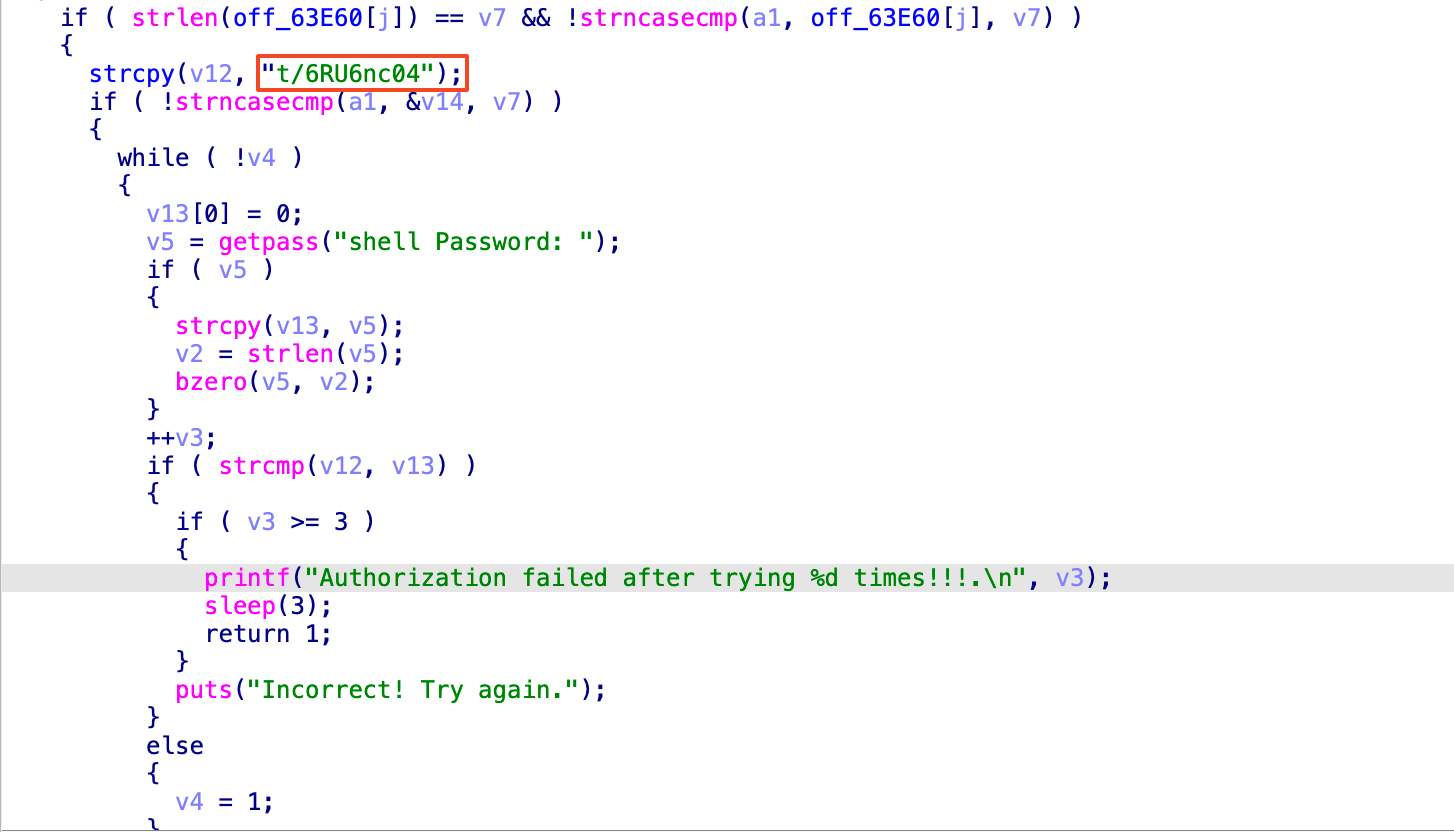 if ( strlen(off_63E60[j]) == v7 && !strncasecmp(a1, off_63E60[j], v7) )
{
strcpy(v12, "t/6RU6nc04");
if ( !strncasecmp(a1, &v14, v7) )
{
while ( !v4 )
{
v13[0] = 0;
v5 = getpass("shell Password: ");
if ( v5 )
{
strcpy(v13, v5);
v2 = strlen(v5);
bzero(v5, v2);
}
++v3;
if ( strcmp(v12, v13) )
{
if ( v3 >= 3 )
{
printf("Authorization failed after trying %d times!!!.\n", v3);
sleep(3);
return 1;
}
puts("Incorrect! Try again.");
}
else
{
v4 = 1;
}